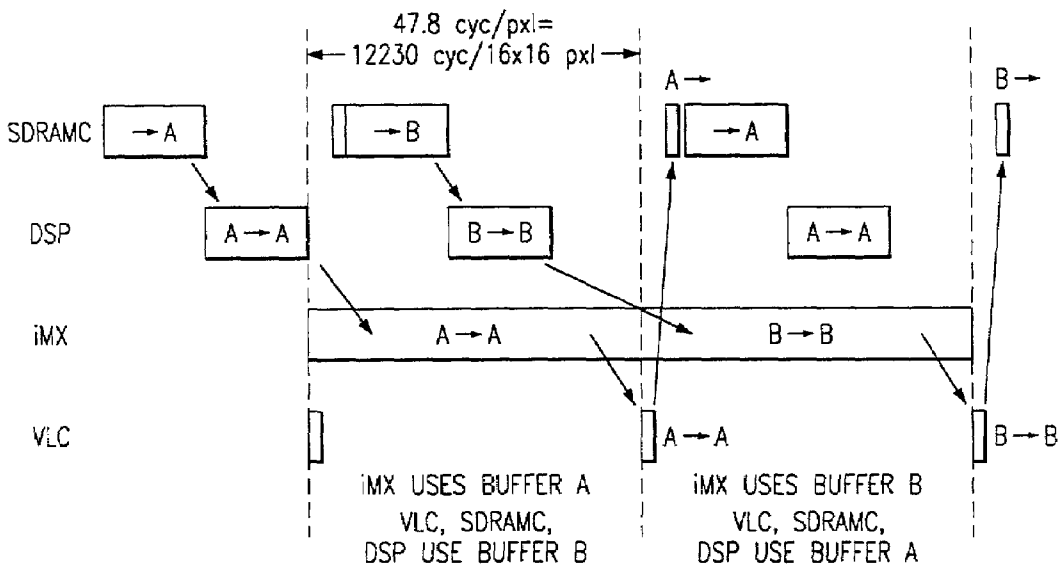 47.8 cyc/pxl=
12230 cyc/16x16 pxl
A →
B →
SDRAMC
→ A
→ B
→ A
DSP
A → A
B → B
A → A
iMX
A → A
B → B
VLC
A → A
B → B
iMX USES BUFFER A
VLC, SDRAMC,
DSP USE BUFFER B
iMX USES BUFFER B
VLC, SDRAMC,
DSP USE BUFFER A